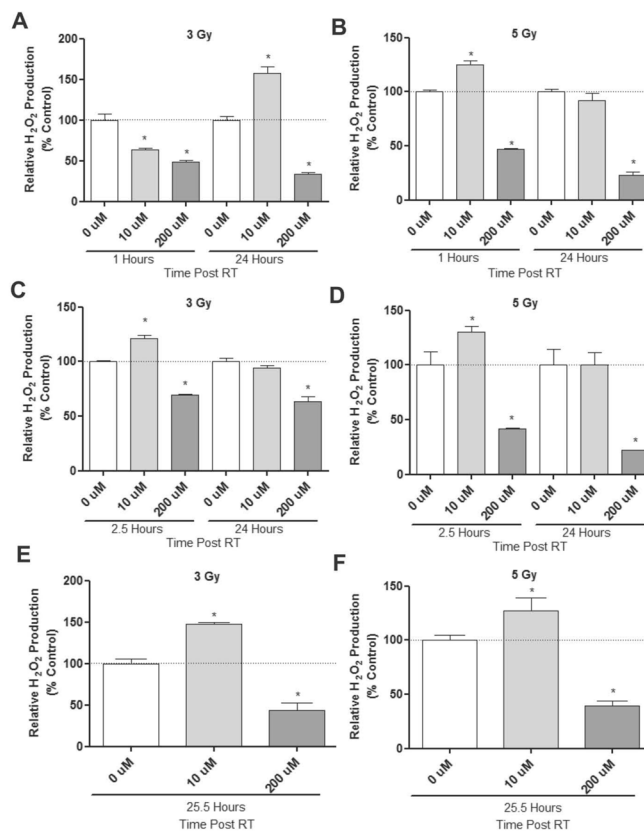 A
3 Gy
Relative H₂O₂ Production
(% Control)
200
150
100
50
0
*
*
*
*
0 uM
10 uM
200 uM
0 uM
10 uM
200 uM
1 Hours
24 Hours
Time Post RT
B
5 Gy
Relative H₂O₂ Production
(% Control)
150
100
50
0
*
*
*
0 uM
10 uM
200 uM
0 uM
10 uM
200 uM
1 Hours
24 Hours
Time Post RT
C
3 Gy
Relative H₂O₂ Production
(% Control)
150
100
50
0
*
*
*
0 uM
10 uM
200 uM
0 uM
10 uM
200 uM
2.5 Hours
24 Hours
Time Post RT
D
5 Gy
Relative H₂O₂ Production
(% Control)
150
100
50
0
*
*
*
0 uM
10 uM
200 uM
0 uM
10 uM
200 uM
2.5 Hours
24 Hours
Time Post RT
E
3 Gy
Relative H₂O₂ Production
(% Control)
200
150
100
50
0
*
*
0 uM
10 uM
200 uM
25.5 Hours
Time Post RT
F
5 Gy
Relative H₂O₂ Production
(% Control)
150
100
50
0
*
*
0 uM
10 uM
200 uM
25.5 Hours
Time Post RT